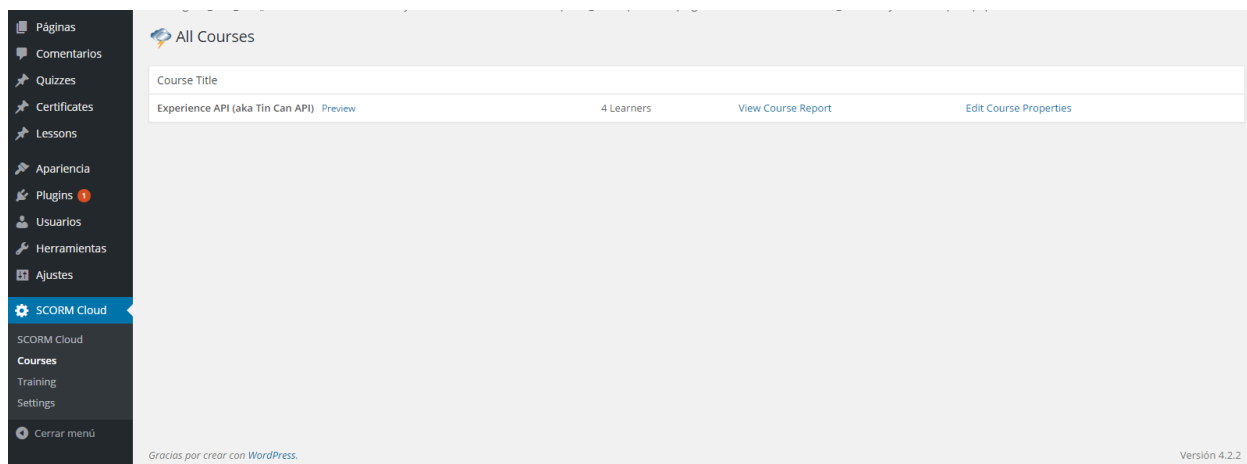 Páginas
Comentarios
Quizzes
Certificates
Lessons
Apariencia
Plugins 1
Usuarios
Herramientas
Ajustes
SCORM Cloud
SCORM Cloud
Courses
Training
Settings
Cerrar menú
All Courses
Course Title
Experience API (aka Tin Can API) Preview 4 Learners View Course Report Edit Course Properties
Gracias por crear con WordPress. Versión 4.2.2